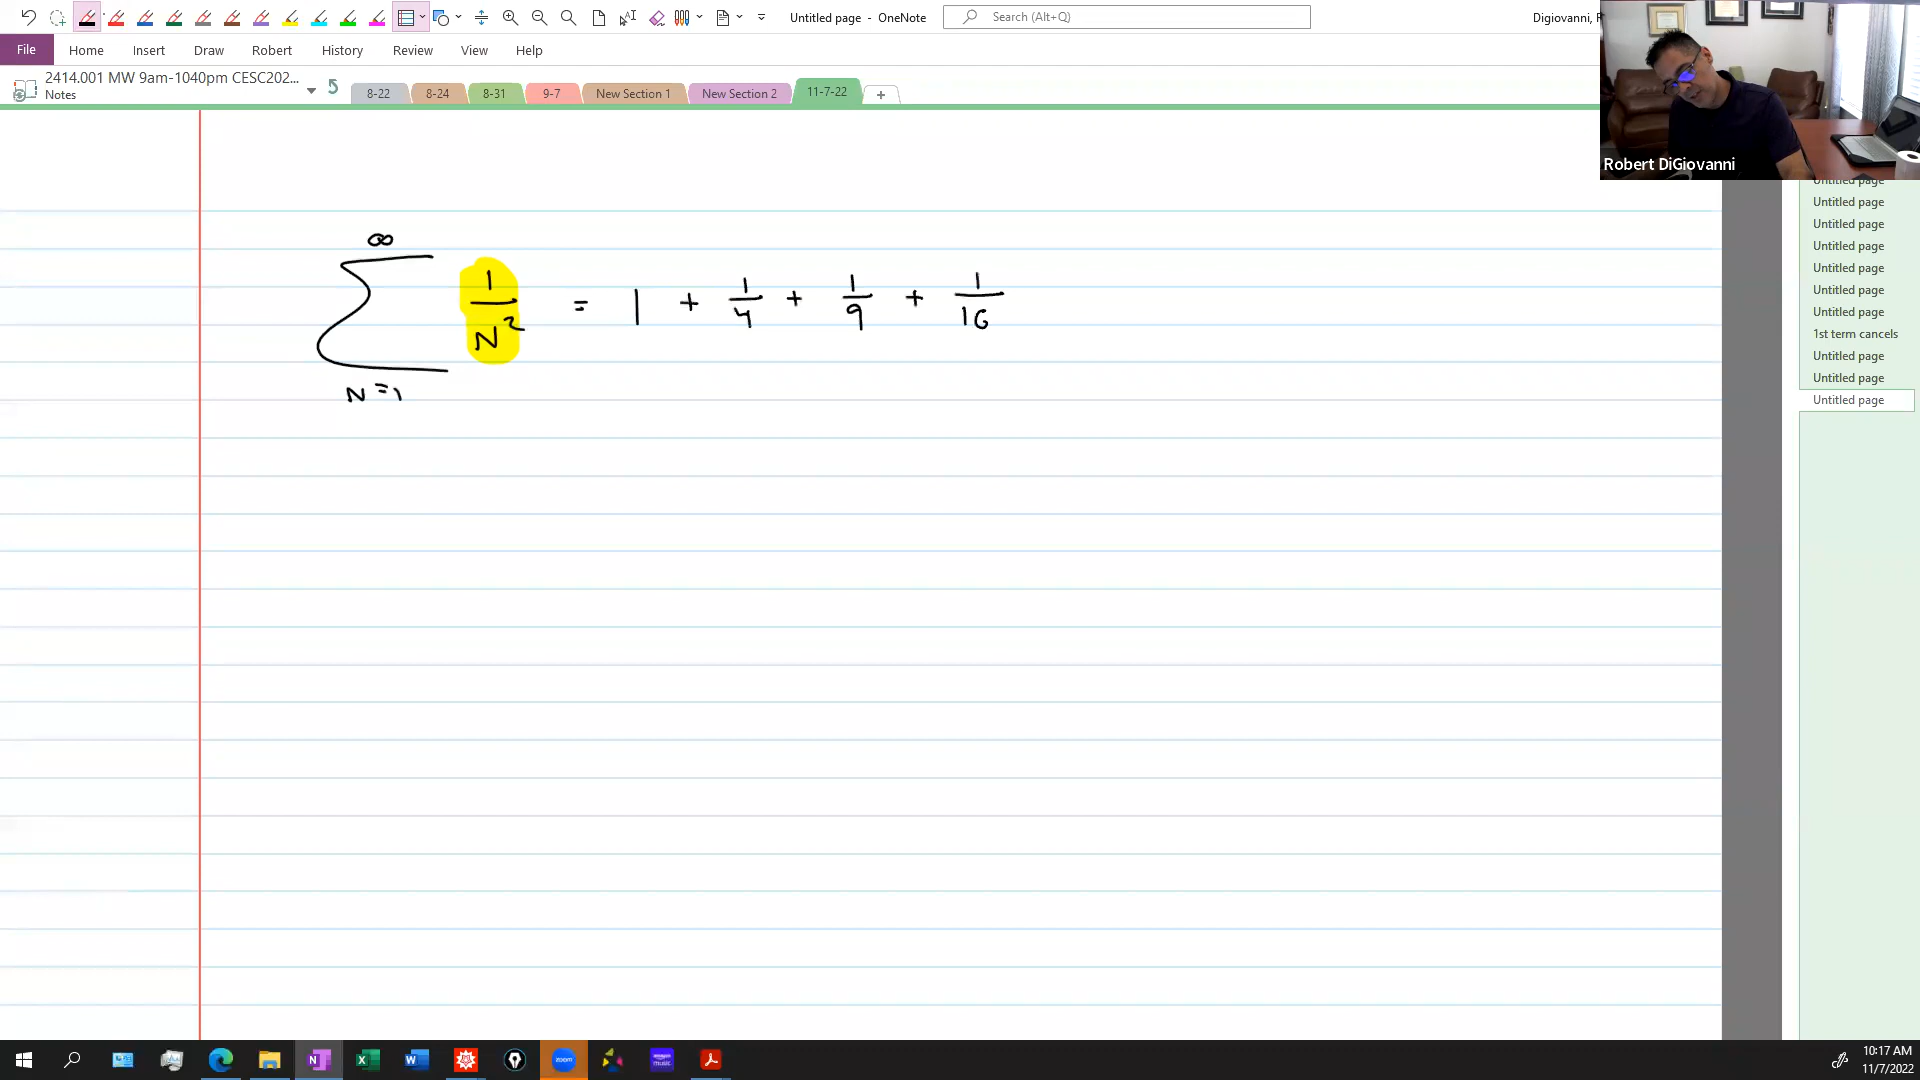 Untitled page - OneNote
Search (Alt+Q)
Digiovanni, R
File Home Insert Draw Robert History Review View Help
2414.001 MW 9am-1040pm CESC202...
Notes
8-22 8-24 8-31 9-7 New Section 1 New Section 2 11-7-22 +
Robert DiGiovanni
Untitled page
Untitled page
Untitled page
Untitled page
Untitled page
Untitled page
Untitled page
1st term cancels
Untitled page
Untitled page
Untitled page
∞
∑ 1/N² = 1 + 1/4 + 1/9 + 1/16
N=1
zoom
amazon music
10:17 AM
11/7/2022